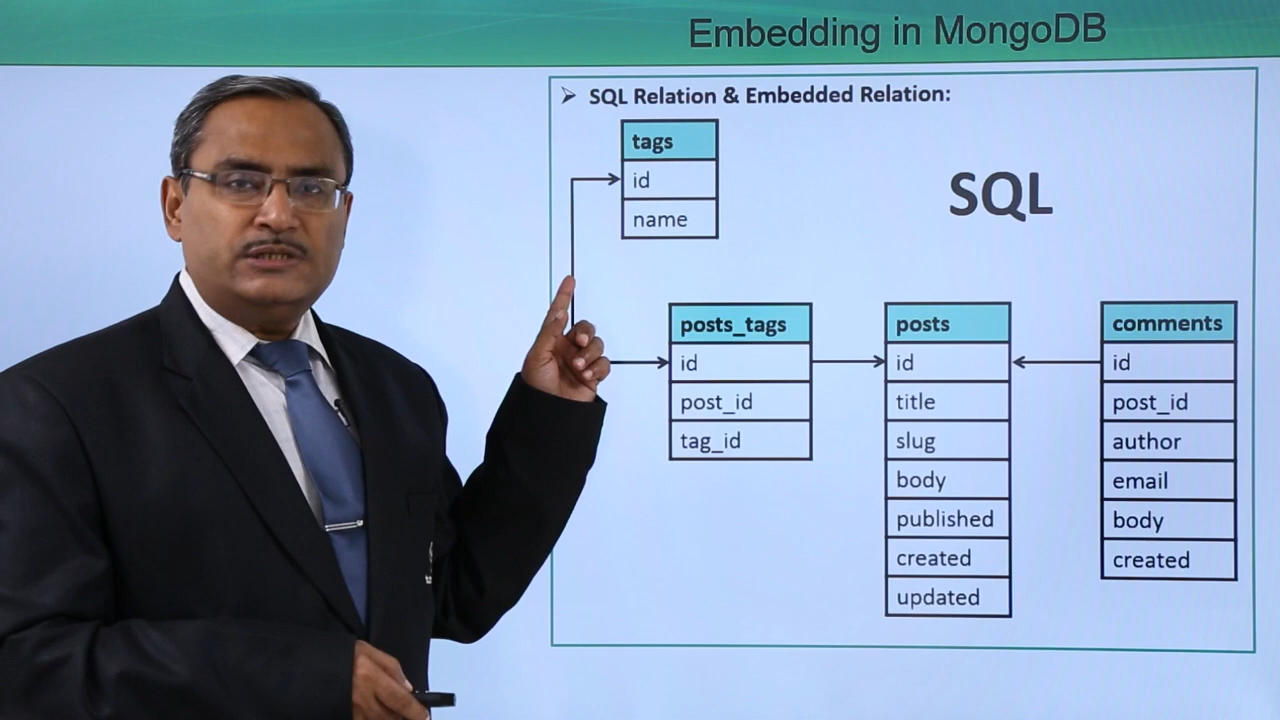 Embedding in MongoDB
➢ SQL Relation & Embedded Relation:
SQL
tags
id
name
posts_tags
id
post_id
tag_id
posts
id
title
slug
body
published
created
updated
comments
id
post_id
author
email
body
created